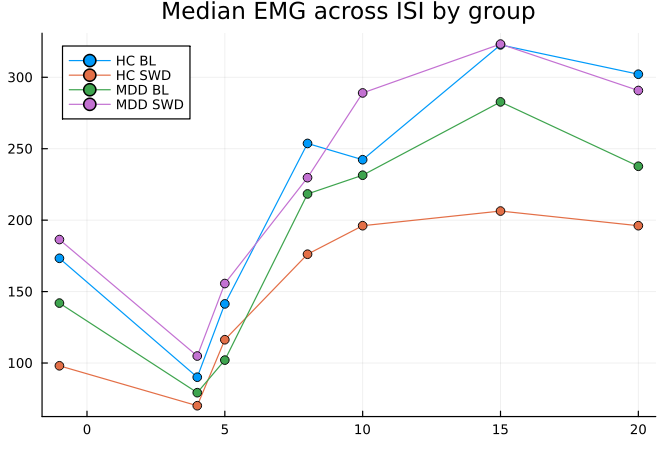 Median EMG across ISI by group
HC BL
HC SWD
MDD BL
MDD SWD
300
250
200
150
100
0 5 10 15 20